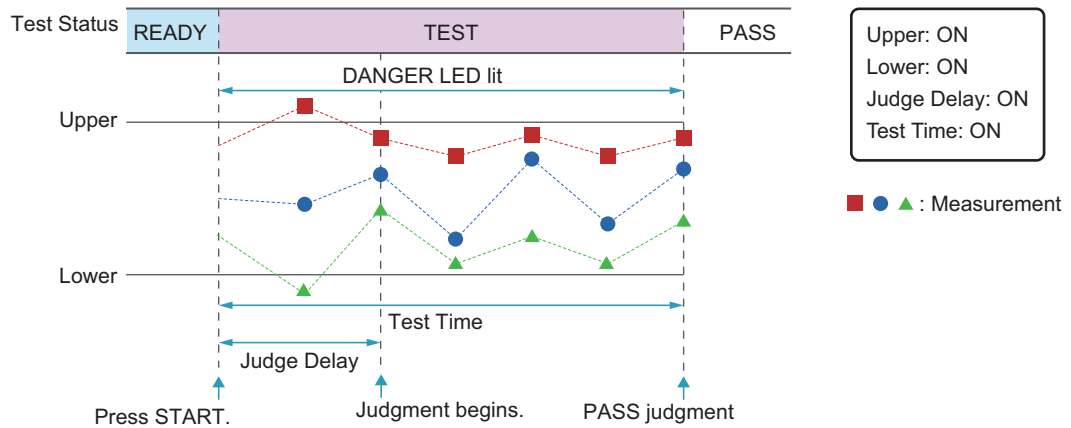 Test Status
READY
TEST
PASS
DANGER LED lit
Upper
Lower
Test Time
Judge Delay
Press START.
Judgment begins.
PASS judgment
Upper: ON
Lower: ON
Judge Delay: ON
Test Time: ON
: Measurement